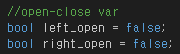 //open-close var
bool left_open = false;
bool right_open = false;